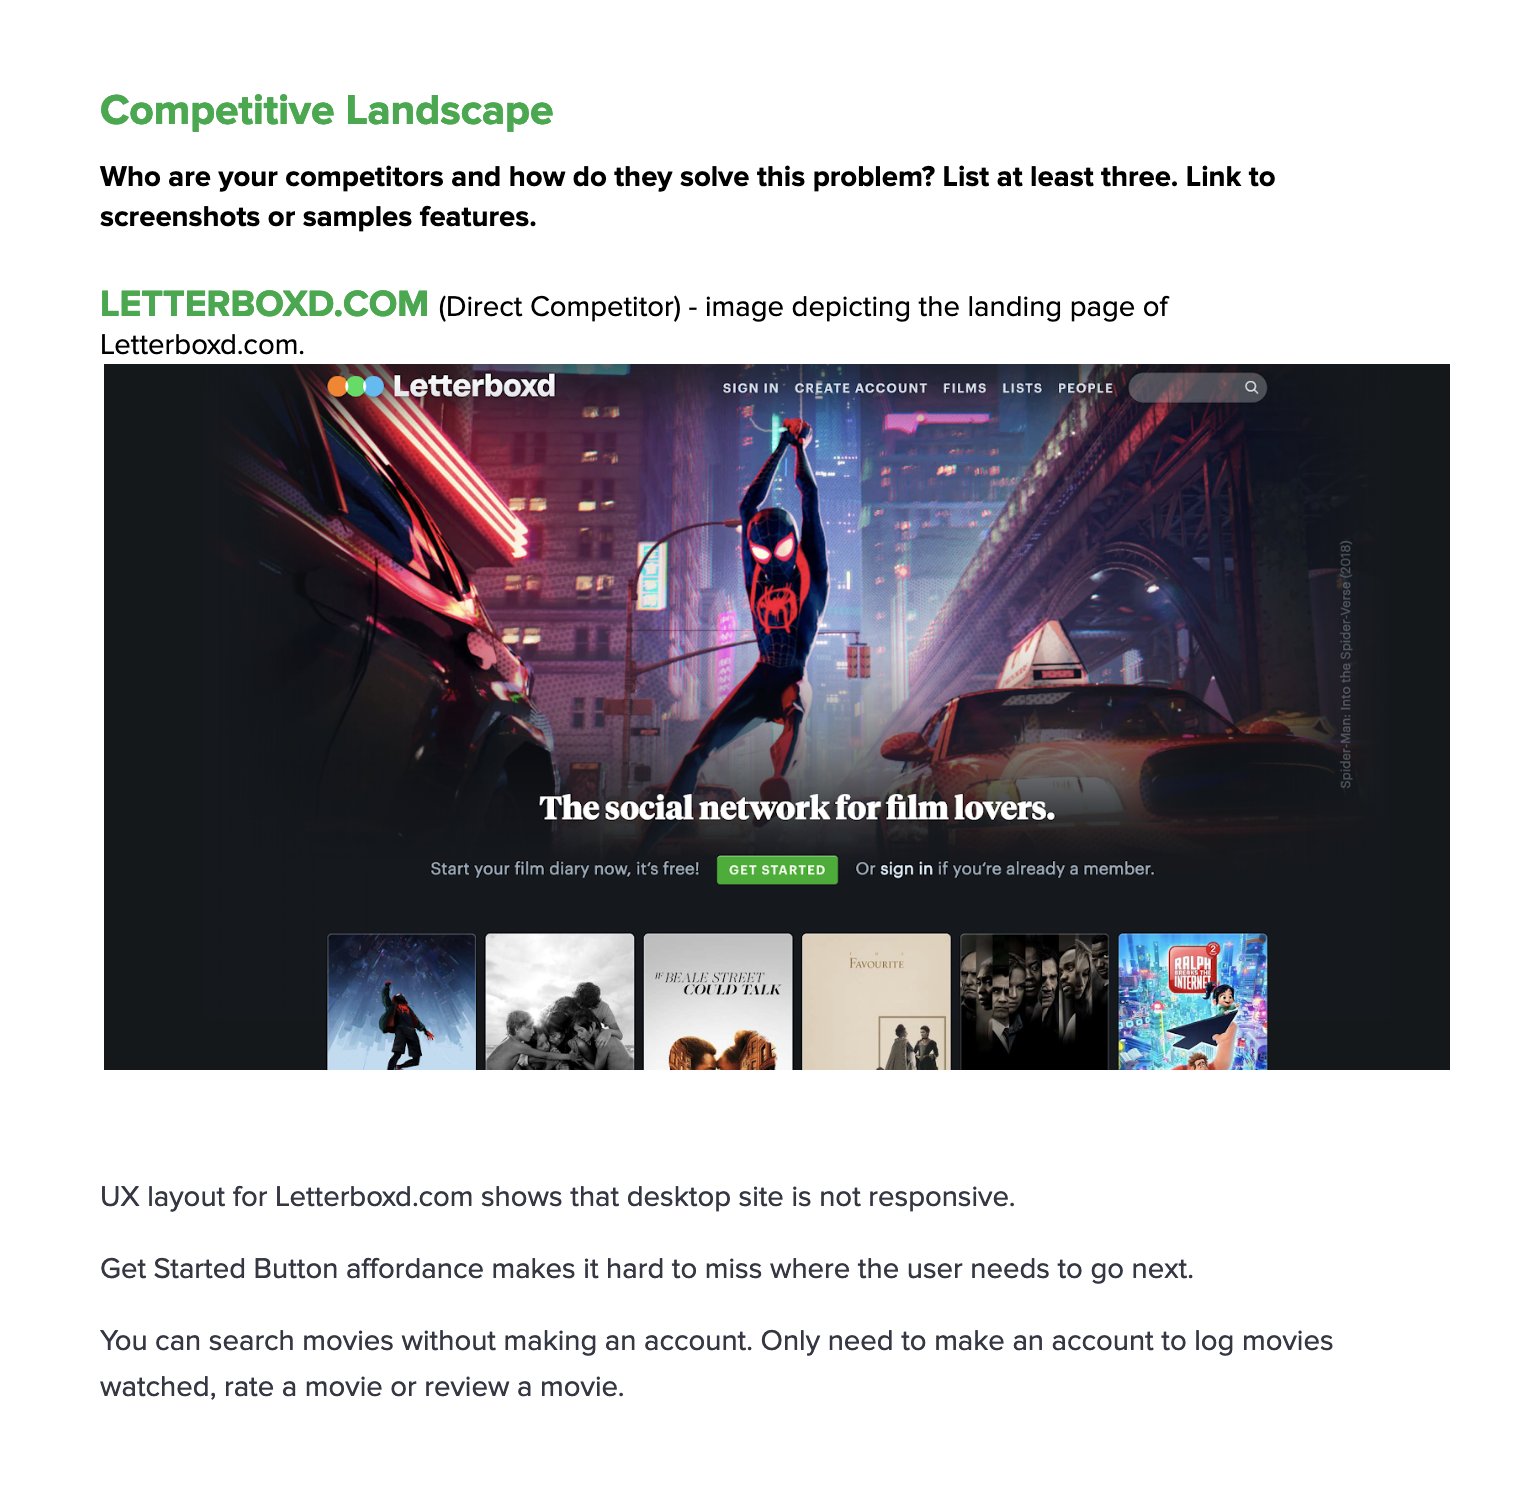 Competitive Landscape
Who are your competitors and how do they solve this problem? List at least three. Link to
screenshots or samples features.
LETTERBOXD.COM (Direct Competitor) - image depicting the landing page of
Letterboxd.com.
Letterboxd
SIGN IN CREATE ACCOUNT FILMS LISTS PEOPLE
Spider-Man: Into the Spider-Verse (2018)
The social network for film lovers.
Start your film diary now, it's free! GET STARTED Or sign in if you're already a member.
IF BEALE STREET
COULD TALK
THE
FAVOURITE
2
RALPH
BREAKS THE
INTERNET
UX layout for Letterboxd.com shows that desktop site is not responsive.
Get Started Button affordance makes it hard to miss where the user needs to go next.
You can search movies without making an account. Only need to make an account to log movies
watched, rate a movie or review a movie.